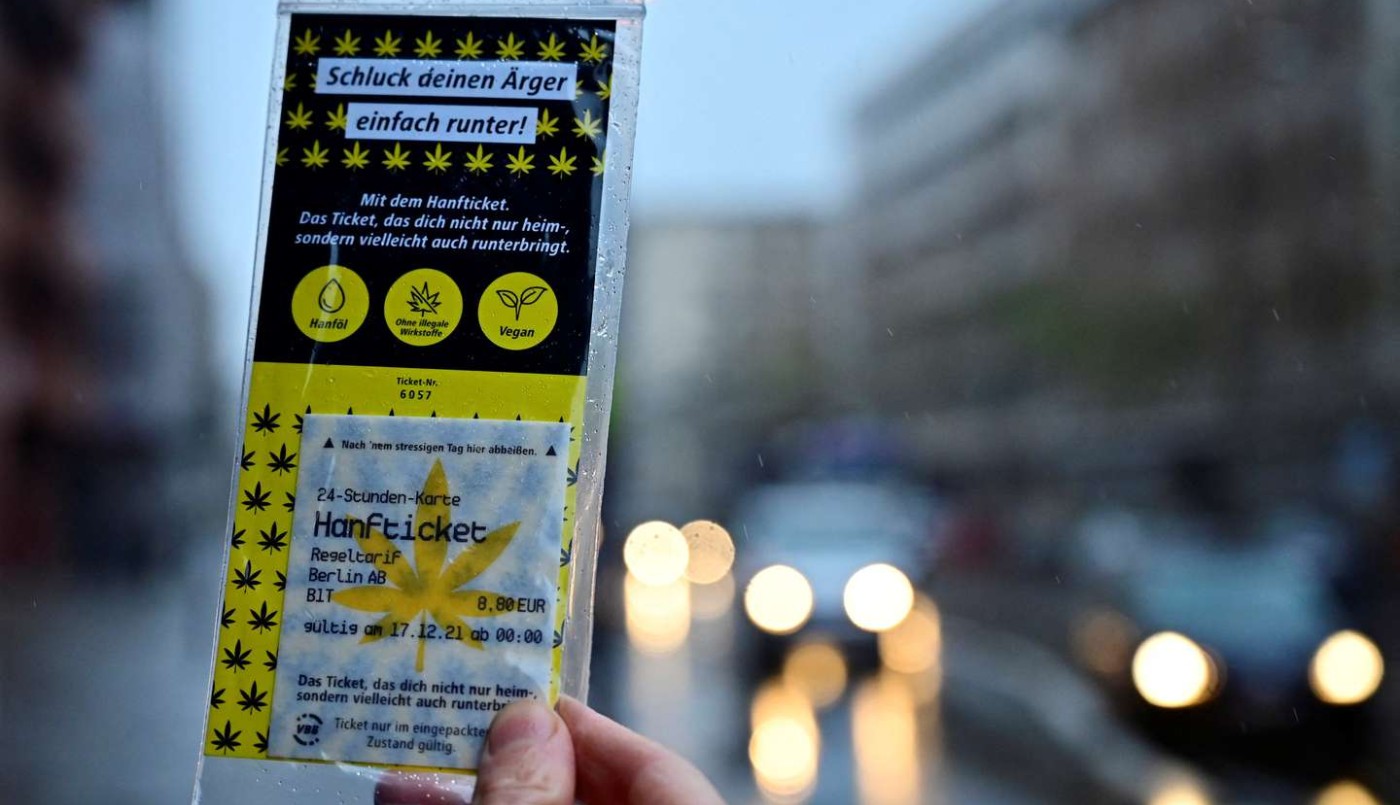 Schluck deinen Ärger
einfach runter!
Mit dem Hanfticket.
Das Ticket, das dich nicht nur heim-,
sondern vielleicht auch runterbringt.
Hanföl
Ohne illegale
Wirkstoffe
Vegan
Ticket-Nr.
6057
▲ Nach 'nem stressigen Tag hier abbeißen. ▲
24-Stunden-Karte
Hanfticket
Regeltarif
Berlin AB
B1T 8,80 EUR
gültig am 17.12.21 ab 00:00
Das Ticket, das dich nicht nur heim-,
sondern vielleicht auch
VBB
Ticket nur im
Zustand gültig.